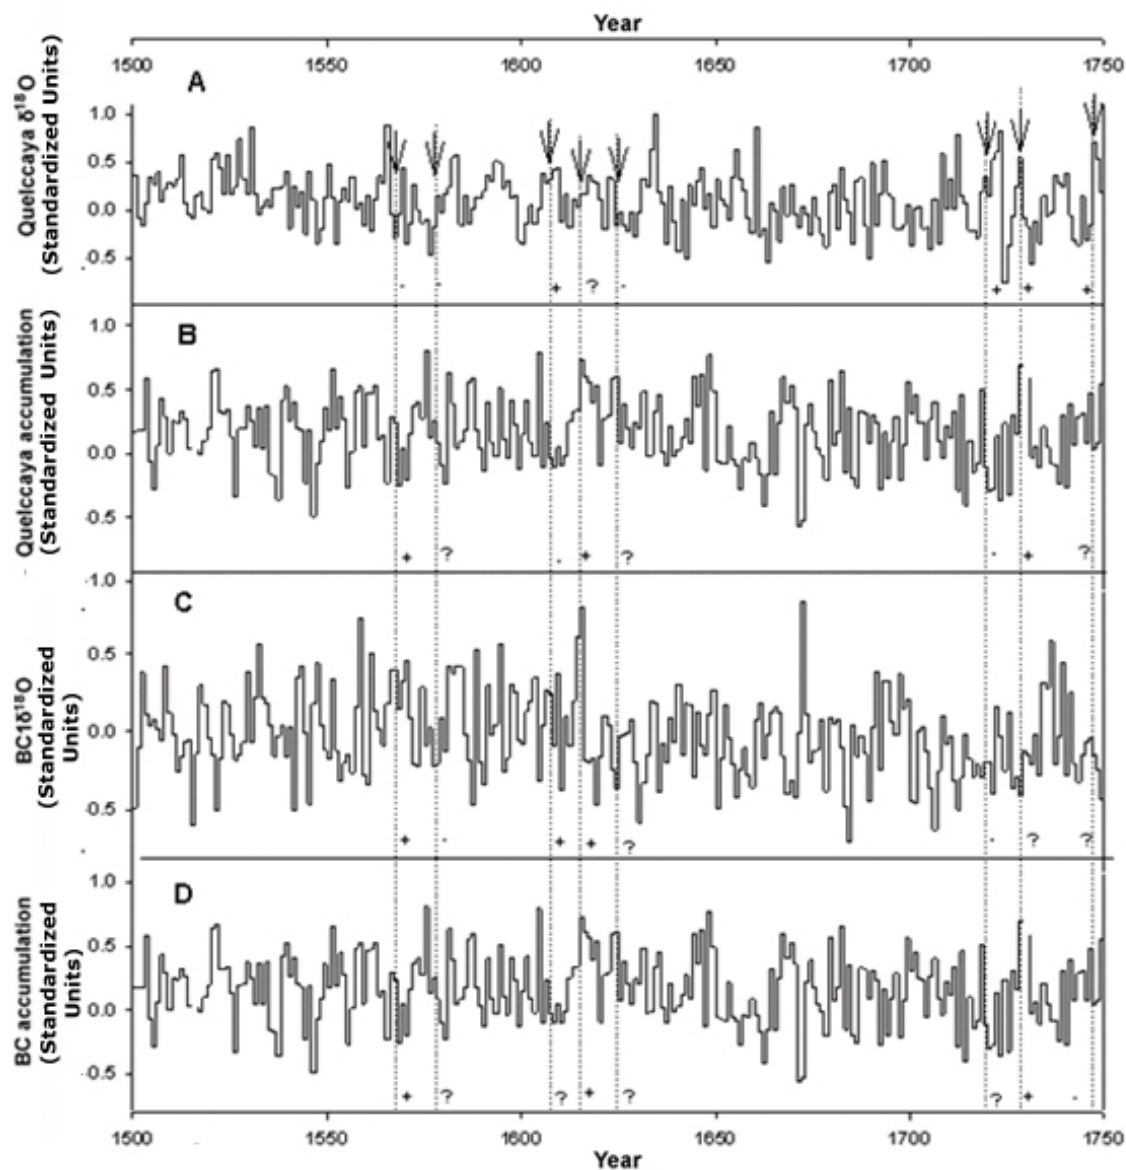 Year
1500 1550 1600 1650 1700 1750
A
Quelccaya δ¹⁸O
(Standardized Units)
1.0
0.5
0.0
-0.5
- - + ? - + + +
B
Quelccaya accumulation
(Standardized Units)
1.0
0.5
0.0
-0.5
+ ? - + ? - + ?
C
BC1δ¹⁸O
(Standardized
Units)
1.0
0.5
0.0
-0.5
+ - + + ? - ? ?
D
BC accumulation
(Standardized
Units)
1.0
0.5
0.0
-0.5
+ ? ? + ? ? + -
1500 1550 1600 1650 1700 1750
Year